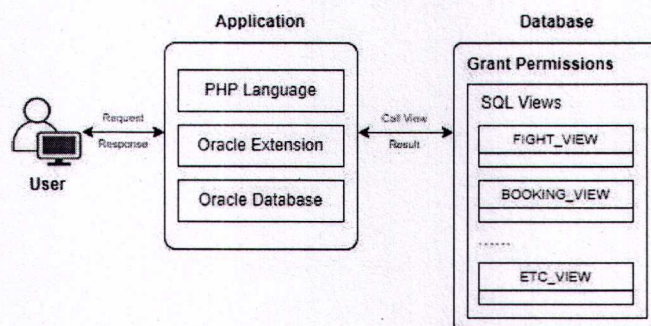 Application
Database
Grant Permissions
PHP Language
SQL Views
Request
Call View
FIGHT_VIEW
Oracle Extension
Response
Result
User
Oracle Database
BOOKING_VIEW
......
ETC_VIEW